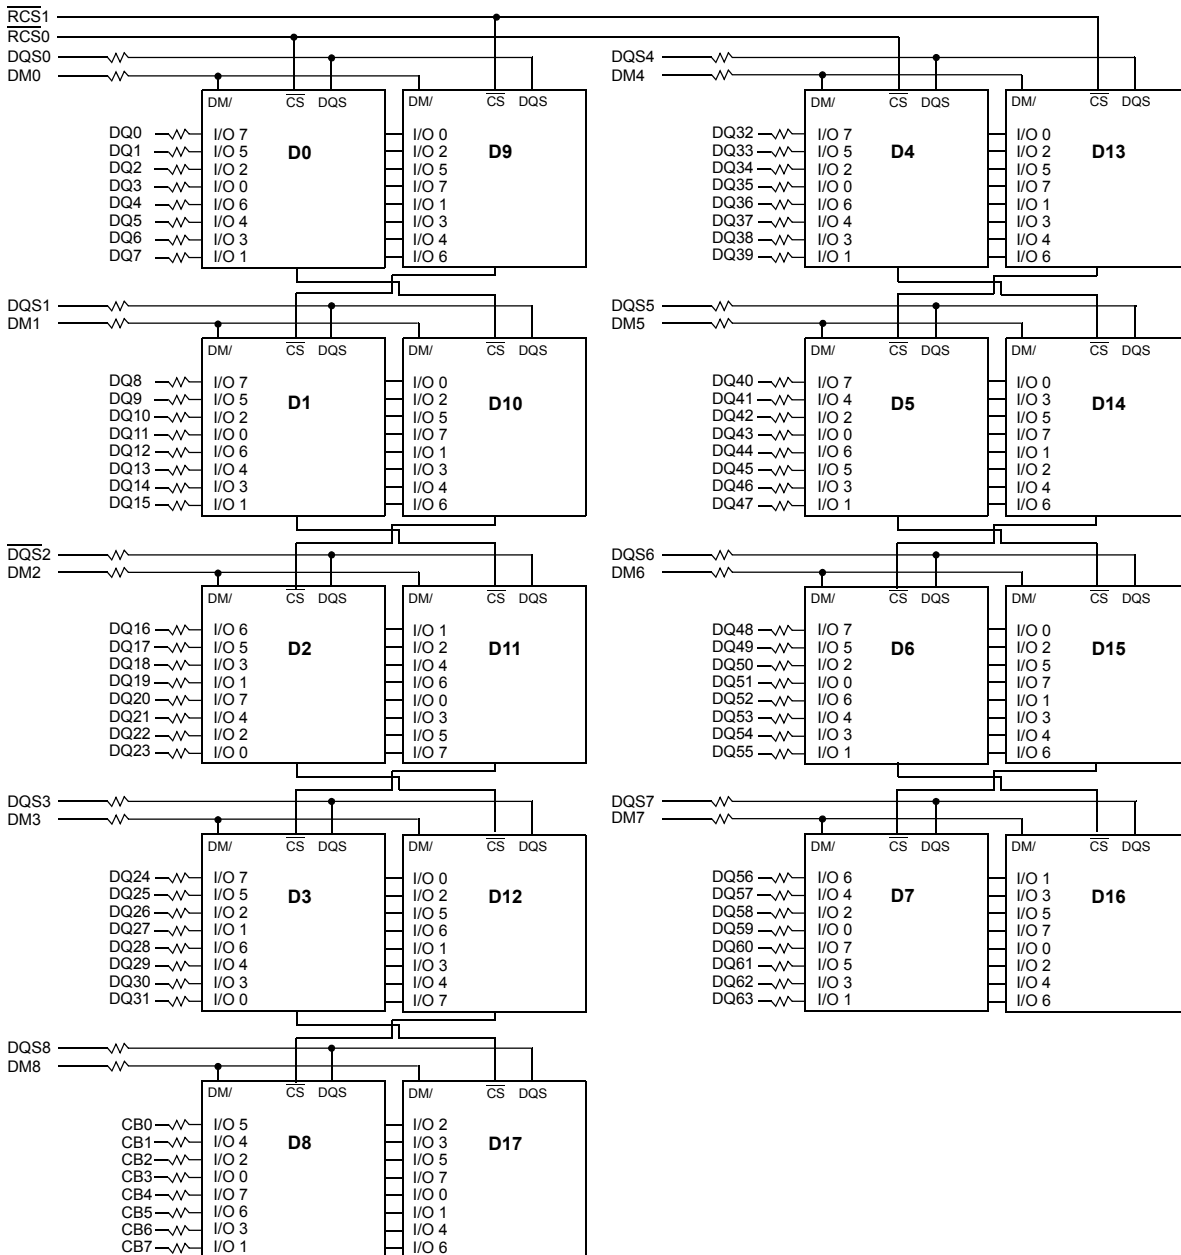 RCS1
RCS0
DQS0
DM0
DM/ CS DQS DM/ CS DQS
D0 D9
DQ0 I/O 7 I/O 0
DQ1 I/O 5 I/O 2
DQ2 I/O 2 I/O 5
DQ3 I/O 0 I/O 7
DQ4 I/O 6 I/O 1
DQ5 I/O 4 I/O 3
DQ6 I/O 3 I/O 4
DQ7 I/O 1 I/O 6
DQS1
DM1
DM/ CS DQS DM/ CS DQS
D1 D10
DQ8 I/O 7 I/O 0
DQ9 I/O 5 I/O 2
DQ10 I/O 2 I/O 5
DQ11 I/O 0 I/O 7
DQ12 I/O 6 I/O 1
DQ13 I/O 4 I/O 3
DQ14 I/O 3 I/O 4
DQ15 I/O 1 I/O 6
DQS2
DM2
DM/ CS DQS DM/ CS DQS
D2 D11
DQ16 I/O 6 I/O 1
DQ17 I/O 5 I/O 2
DQ18 I/O 3 I/O 4
DQ19 I/O 1 I/O 6
DQ20 I/O 7 I/O 0
DQ21 I/O 4 I/O 3
DQ22 I/O 2 I/O 5
DQ23 I/O 0 I/O 7
DQS3
DM3
DM/ CS DQS DM/ CS DQS
D3 D12
DQ24 I/O 7 I/O 0
DQ25 I/O 5 I/O 2
DQ26 I/O 2 I/O 5
DQ27 I/O 1 I/O 6
DQ28 I/O 6 I/O 1
DQ29 I/O 4 I/O 3
DQ30 I/O 3 I/O 4
DQ31 I/O 0 I/O 7
DQS8
DM8
DM/ CS DQS DM/ CS DQS
D8 D17
CB0 I/O 5 I/O 2
CB1 I/O 4 I/O 3
CB2 I/O 2 I/O 5
CB3 I/O 0 I/O 7
CB4 I/O 7 I/O 0
CB5 I/O 6 I/O 1
CB6 I/O 3 I/O 4
CB7 I/O 1 I/O 6
DQS4
DM4
DM/ CS DQS DM/ CS DQS
D4 D13
DQ32 I/O 7 I/O 0
DQ33 I/O 5 I/O 2
DQ34 I/O 2 I/O 5
DQ35 I/O 0 I/O 7
DQ36 I/O 6 I/O 1
DQ37 I/O 4 I/O 3
DQ38 I/O 3 I/O 4
DQ39 I/O 1 I/O 6
DQS5
DM5
DM/ CS DQS DM/ CS DQS
D5 D14
DQ40 I/O 7 I/O 0
DQ41 I/O 4 I/O 3
DQ42 I/O 2 I/O 5
DQ43 I/O 0 I/O 7
DQ44 I/O 6 I/O 1
DQ45 I/O 5 I/O 2
DQ46 I/O 3 I/O 4
DQ47 I/O 1 I/O 6
DQS6
DM6
DM/ CS DQS DM/ CS DQS
D6 D15
DQ48 I/O 7 I/O 0
DQ49 I/O 5 I/O 2
DQ50 I/O 2 I/O 5
DQ51 I/O 0 I/O 7
DQ52 I/O 6 I/O 1
DQ53 I/O 4 I/O 3
DQ54 I/O 3 I/O 4
DQ55 I/O 1 I/O 6
DQS7
DM7
DM/ CS DQS DM/ CS DQS
D7 D16
DQ56 I/O 6 I/O 1
DQ57 I/O 4 I/O 3
DQ58 I/O 2 I/O 5
DQ59 I/O 0 I/O 7
DQ60 I/O 7 I/O 0
DQ61 I/O 5 I/O 2
DQ62 I/O 3 I/O 4
DQ63 I/O 1 I/O 6